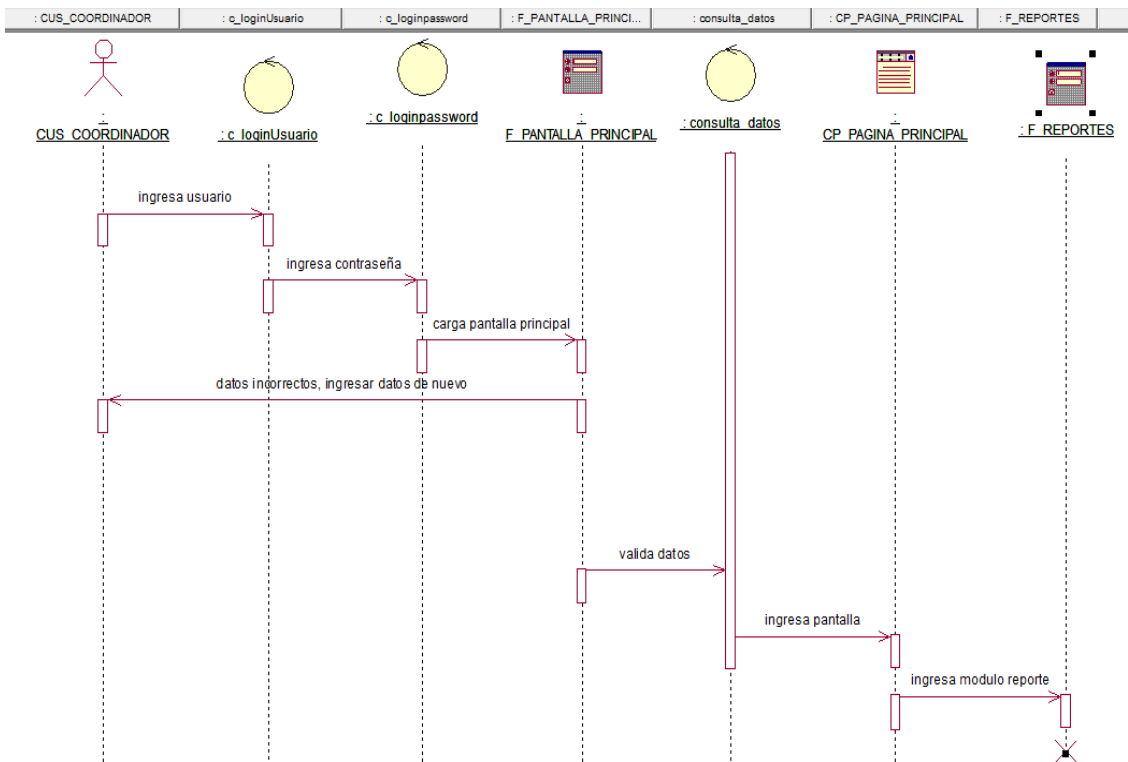 : CUS_COORDINADOR
: c_loginUsuario
: c_loginpassword
: F_PANTALLA_PRINCI...
: consulta_datos
: CP_PAGINA_PRINCIPAL
: F_REPORTES
:
CUS_COORDINADOR
: c_loginUsuario
: c_loginpassword
:
F_PANTALLA_PRINCIPAL
: consulta_datos
:
CP_PAGINA_PRINCIPAL
: F_REPORTES
ingresa usuario
ingresa contraseña
carga pantalla principal
datos incorrectos, ingresar datos de nuevo
valida datos
ingresa pantalla
ingresa modulo reporte